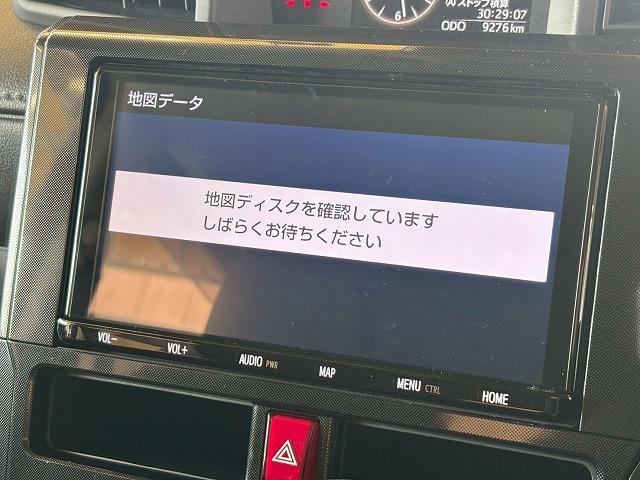 ストップ積算
30:29:07
6
ODO 9276km
地図データ
地図ディスクを確認しています
しばらくお待ちください
VOL−
VOL+
AUDIO PWR
MAP
MENU CTRL
HOME